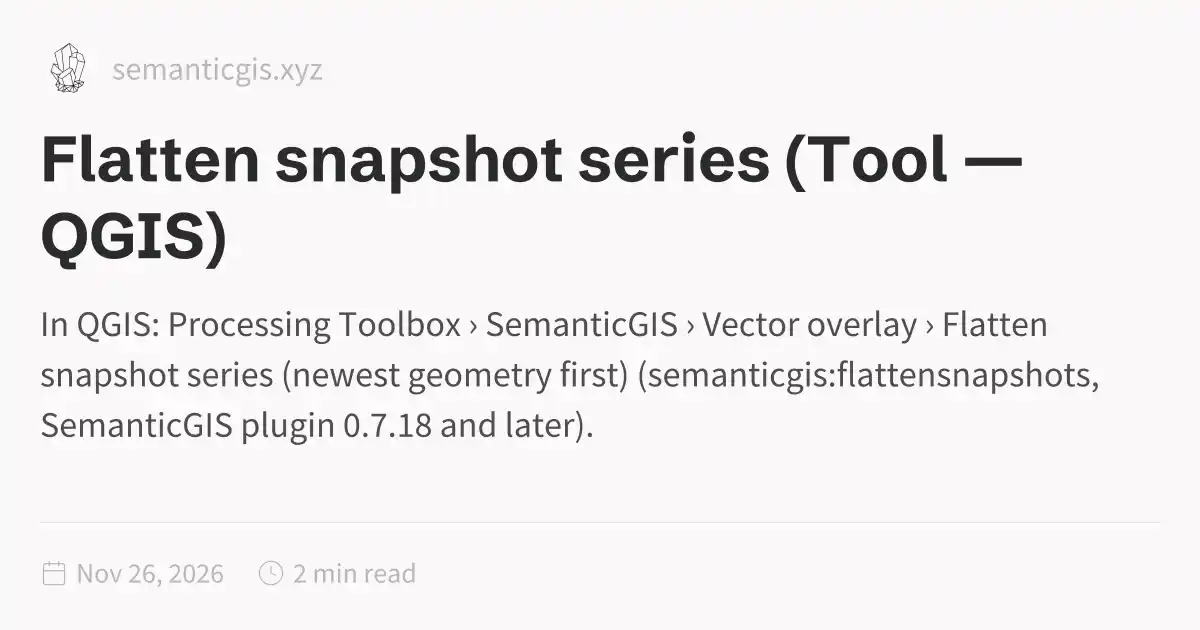 semanticgis.xyz
Flatten snapshot series (Tool —
QGIS)
In QGIS: Processing Toolbox › SemanticGIS › Vector overlay › Flatten
snapshot series (newest geometry first) (semanticgis:flattensnapshots,
SemanticGIS plugin 0.7.18 and later).
Nov 26, 2026 2 min read